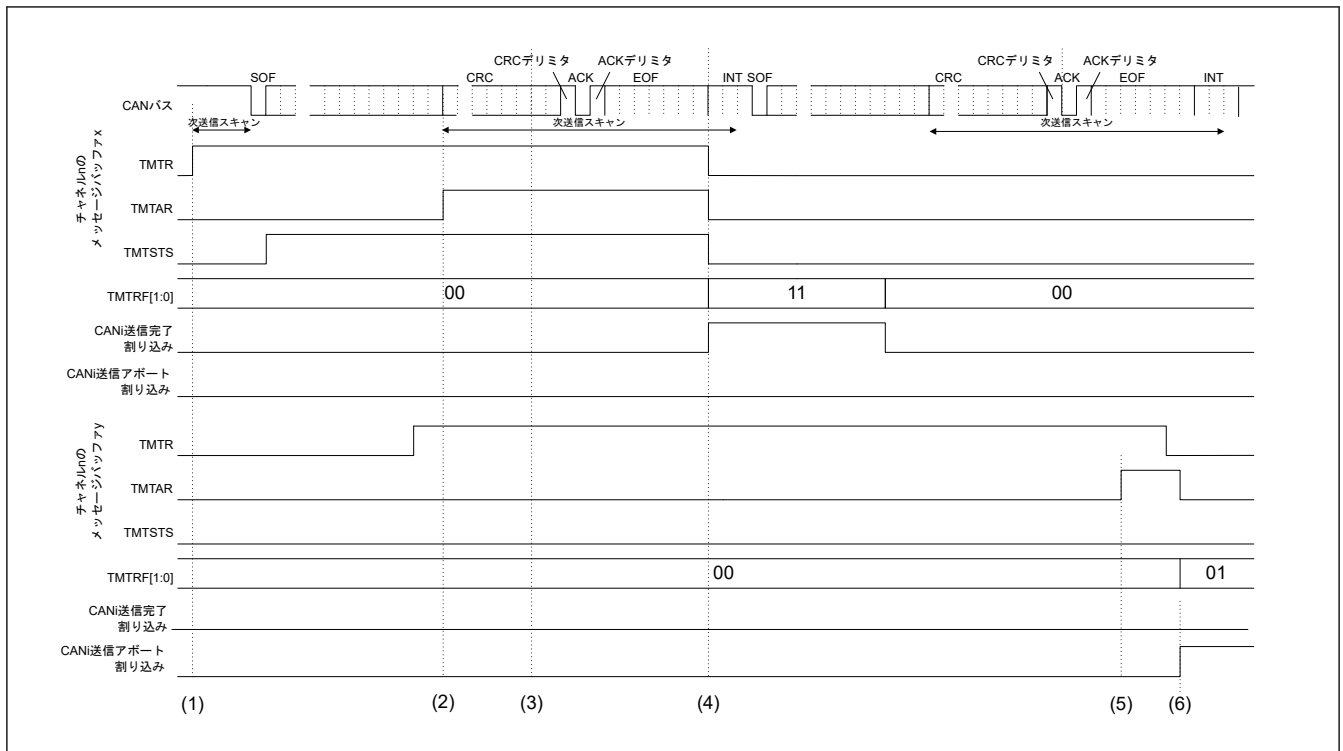 CRCデリミタ ACKデリミタ CRCデリミタ ACKデリミタ
SOF CRC ACK EOF INT SOF CRC ACK EOF INT
CANバス
次送信スキャン 次送信スキャン 次送信スキャン
チャネルnの
メッセージバッファx
TMTR
TMTAR
TMTSTS
TMTRF[1:0] 00 11 00
CANi送信完了
割り込み
CANi送信アボート
割り込み
チャネルnの
メッセージバッファy
TMTR
TMTAR
TMTSTS
TMTRF[1:0] 00 01
CANi送信完了
割り込み
CANi送信アボート
割り込み
(1) (2) (3) (4) (5) (6)